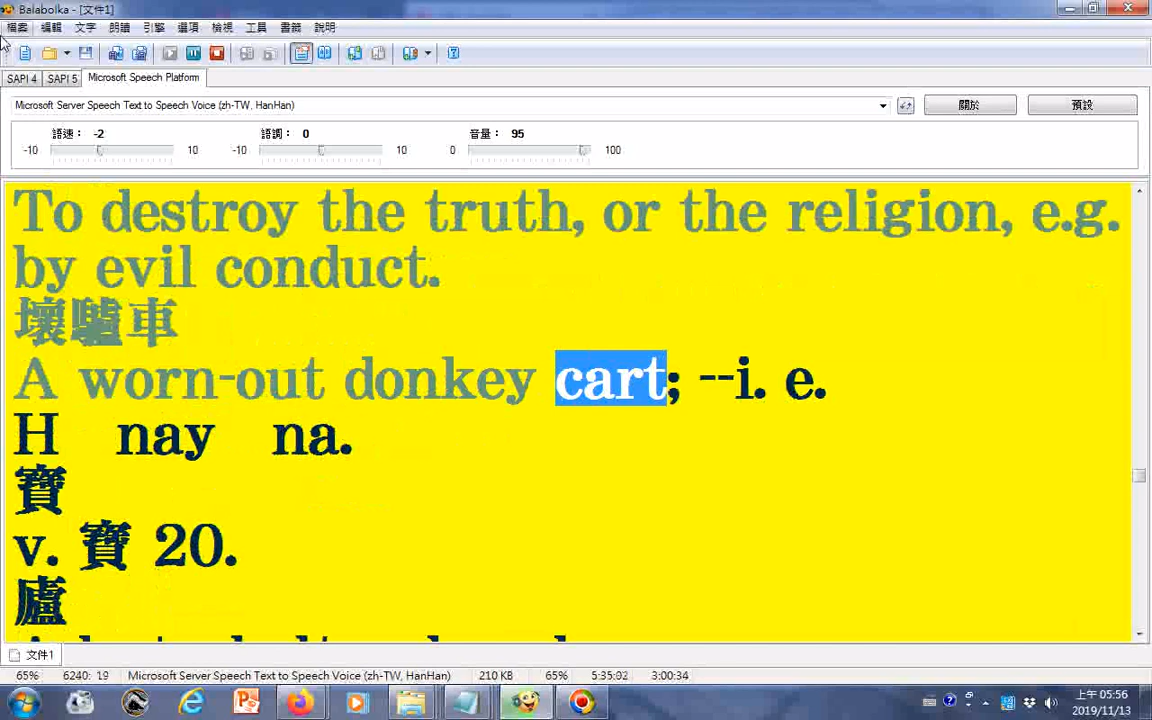 Balabolka - [文件1]
檔案 編輯 文字 朗讀 引擎 選項 檢視 工具 書籤 說明
SAPI 4 SAPI 5 Microsoft Speech Platform
Microsoft Server Speech Text to Speech Voice (zh-TW, HanHan) 關於 預設
語速： -2 語調： 0 音量： 95
-10 10 -10 10 0 100
To destroy the truth, or the religion, e.g.
by evil conduct.
壞驢車
A worn-out donkey cart; --i. e.
H nay na.
寶
v. 寶 20.
廬
文件1
65% 6240: 19 Microsoft Server Speech Text to Speech Voice (zh-TW, HanHan) 210 KB 65% 5:35:02 3:00:34
上午 05:56
2019/11/13